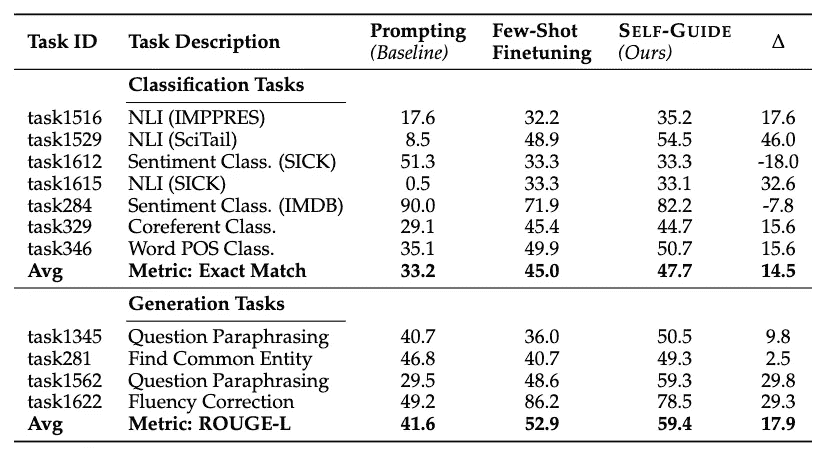 Task ID Task Description Prompting (Baseline) Few-Shot Finetuning SELF-GUIDE (Ours) Δ
Classification Tasks
task1516 NLI (IMPPRES) 17.6 32.2 35.2 17.6
task1529 NLI (SciTail) 8.5 48.9 54.5 46.0
task1612 Sentiment Class. (SICK) 51.3 33.3 33.3 -18.0
task1615 NLI (SICK) 0.5 33.3 33.1 32.6
task284 Sentiment Class. (IMDB) 90.0 71.9 82.2 -7.8
task329 Coreferent Class. 29.1 45.4 44.7 15.6
task346 Word POS Class. 35.1 49.9 50.7 15.6
Avg Metric: Exact Match 33.2 45.0 47.7 14.5
Generation Tasks
task1345 Question Paraphrasing 40.7 36.0 50.5 9.8
task281 Find Common Entity 46.8 40.7 49.3 2.5
task1562 Question Paraphrasing 29.5 48.6 59.3 29.8
task1622 Fluency Correction 49.2 86.2 78.5 29.3
Avg Metric: ROUGE-L 41.6 52.9 59.4 17.9